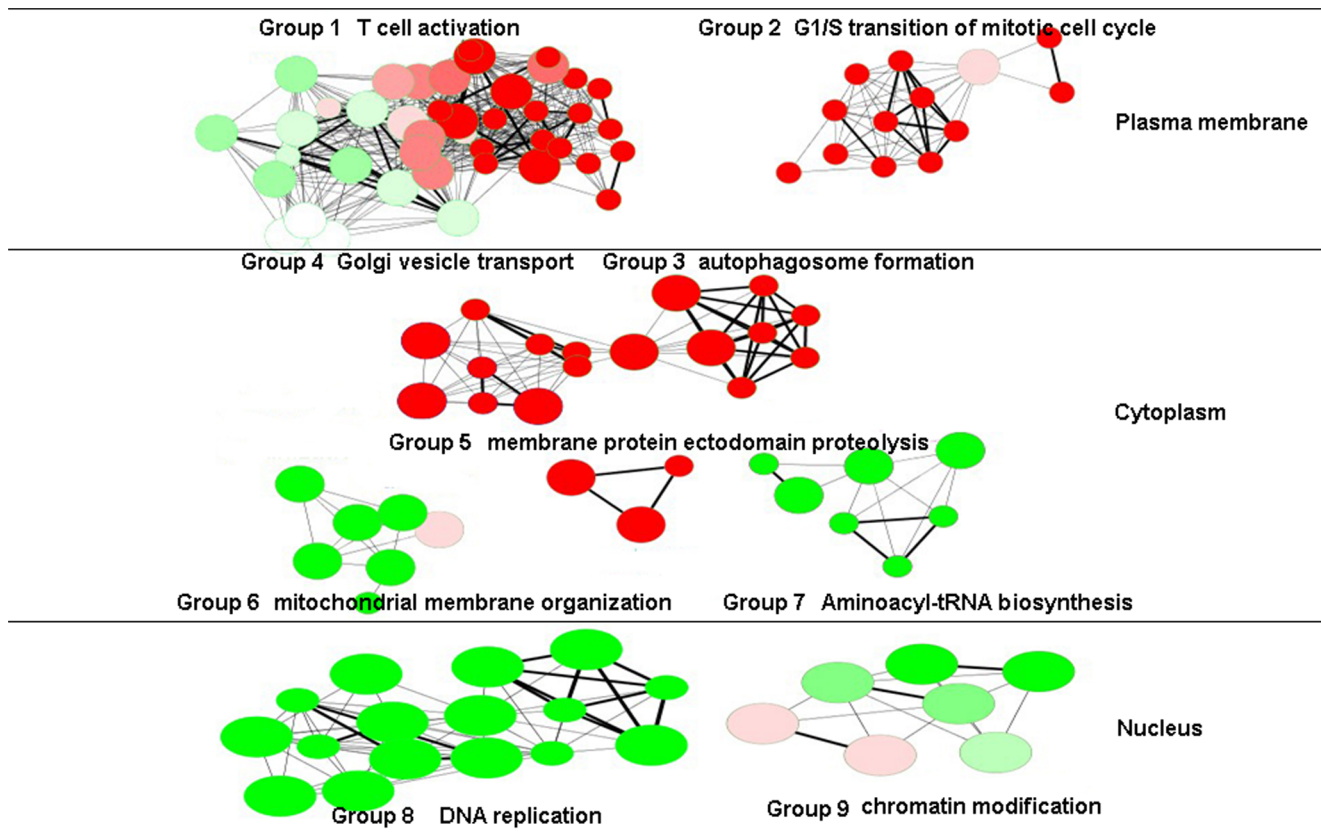 Group 1 T cell activation
Group 2 G1/S transition of mitotic cell cycle
Plasma membrane
Group 4 Golgi vesicle transport
Group 3 autophagosome formation
Cytoplasm
Group 5 membrane protein ectodomain proteolysis
Group 6 mitochondrial membrane organization
Group 7 Aminoacyl-tRNA biosynthesis
Nucleus
Group 8 DNA replication
Group 9 chromatin modification